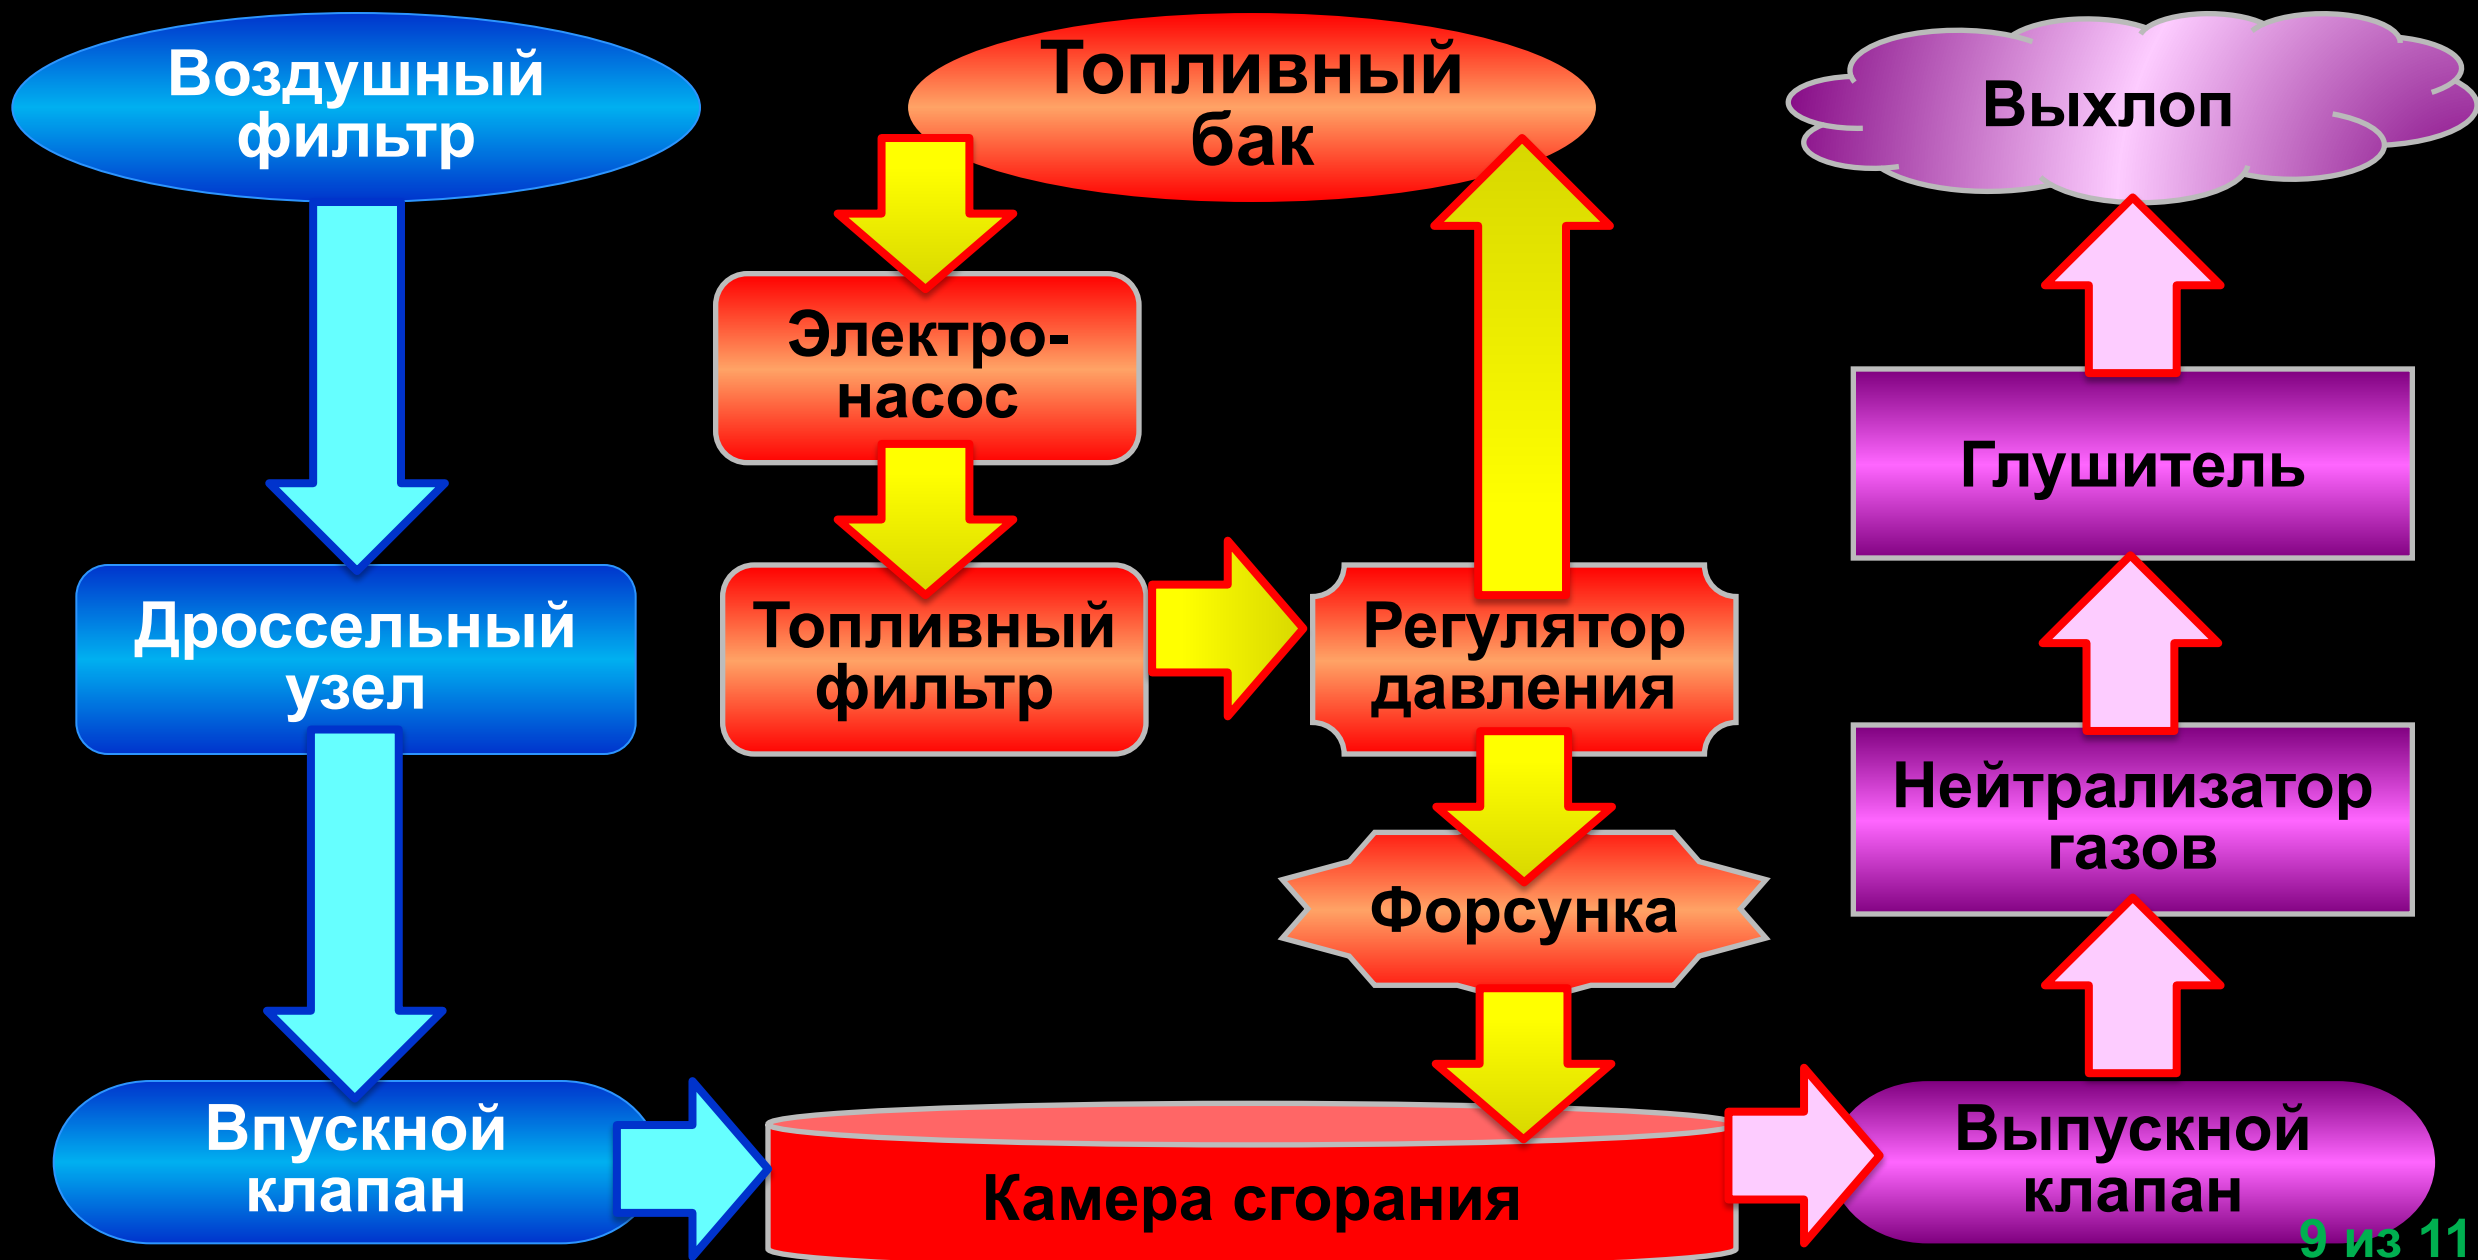 Воздушный
фильтр
Топливный
бак
Выхлоп
Электро-
насос
Глушитель
Дроссельный
узел
Топливный
фильтр
Регулятор
давления
Нейтрализатор
газов
Форсунка
Впускной
клапан
Камера сгорания
Выпускной
клапан
9 из 11